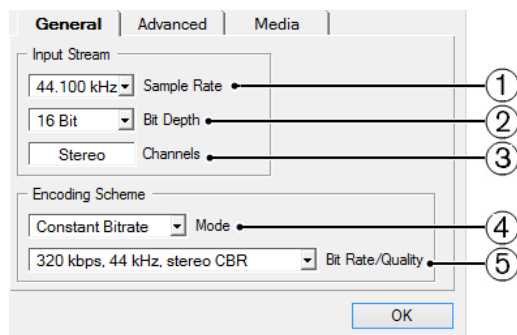 General Advanced Media
Input Stream
44.100 kHz Sample Rate 1
16 Bit Bit Depth 2
Stereo Channels 3
Encoding Scheme
Constant Bitrate Mode 4
320 kbps, 44 kHz, stereo CBR Bit Rate/Quality 5
OK